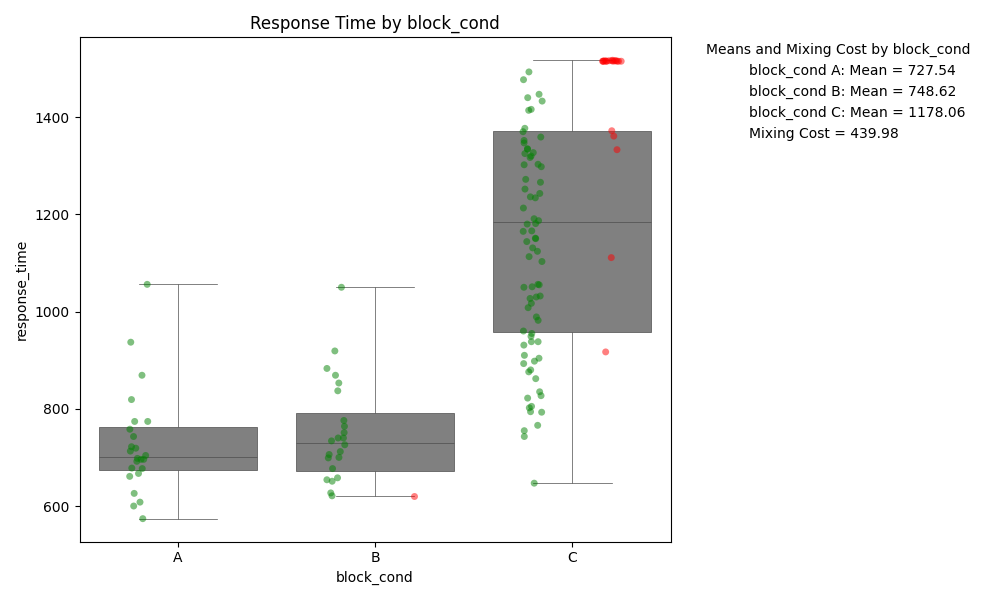 Response Time by block_cond
Means and Mixing Cost by block_cond
block_cond A: Mean = 727.54
block_cond B: Mean = 748.62
block_cond C: Mean = 1178.06
Mixing Cost = 439.98
response_time
1400
1200
1000
800
600
A
B
C
block_cond